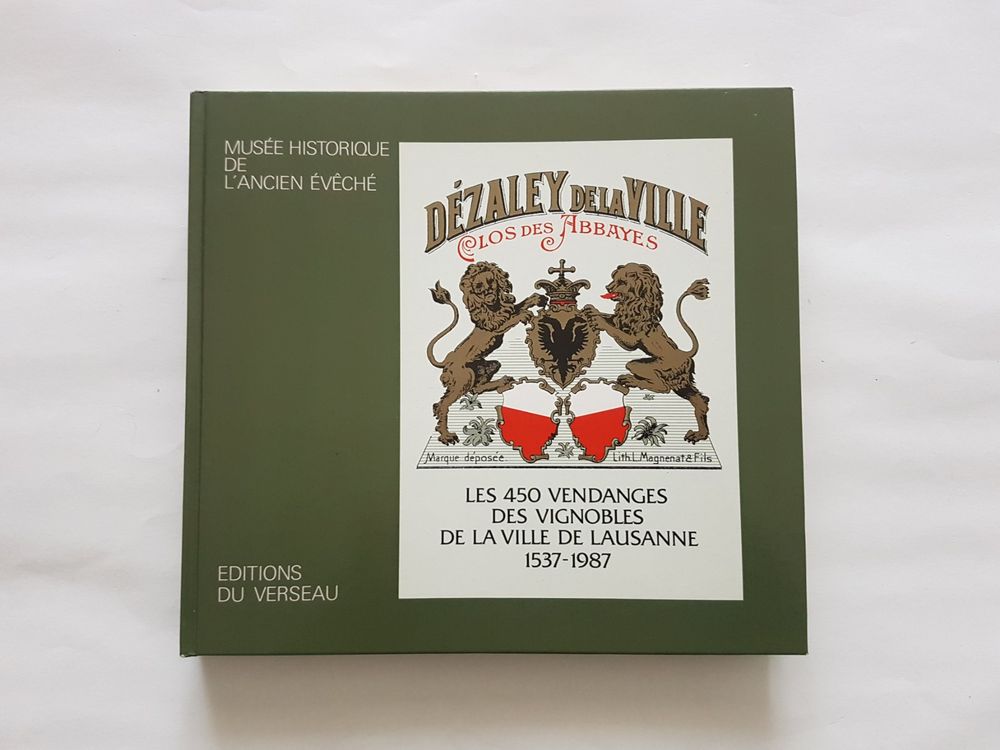 MUSÉE HISTORIQUE
DE
L'ANCIEN ÉVÊCHÉ
DÉZALEY DE LA VILLE
CLOS DES ABBAYES
Marque déposée.
Lith. L. Magnenat & Fils
LES 450 VENDANGES
DES VIGNOBLES
DE LA VILLE DE LAUSANNE
1537-1987
EDITIONS
DU VERSEAU